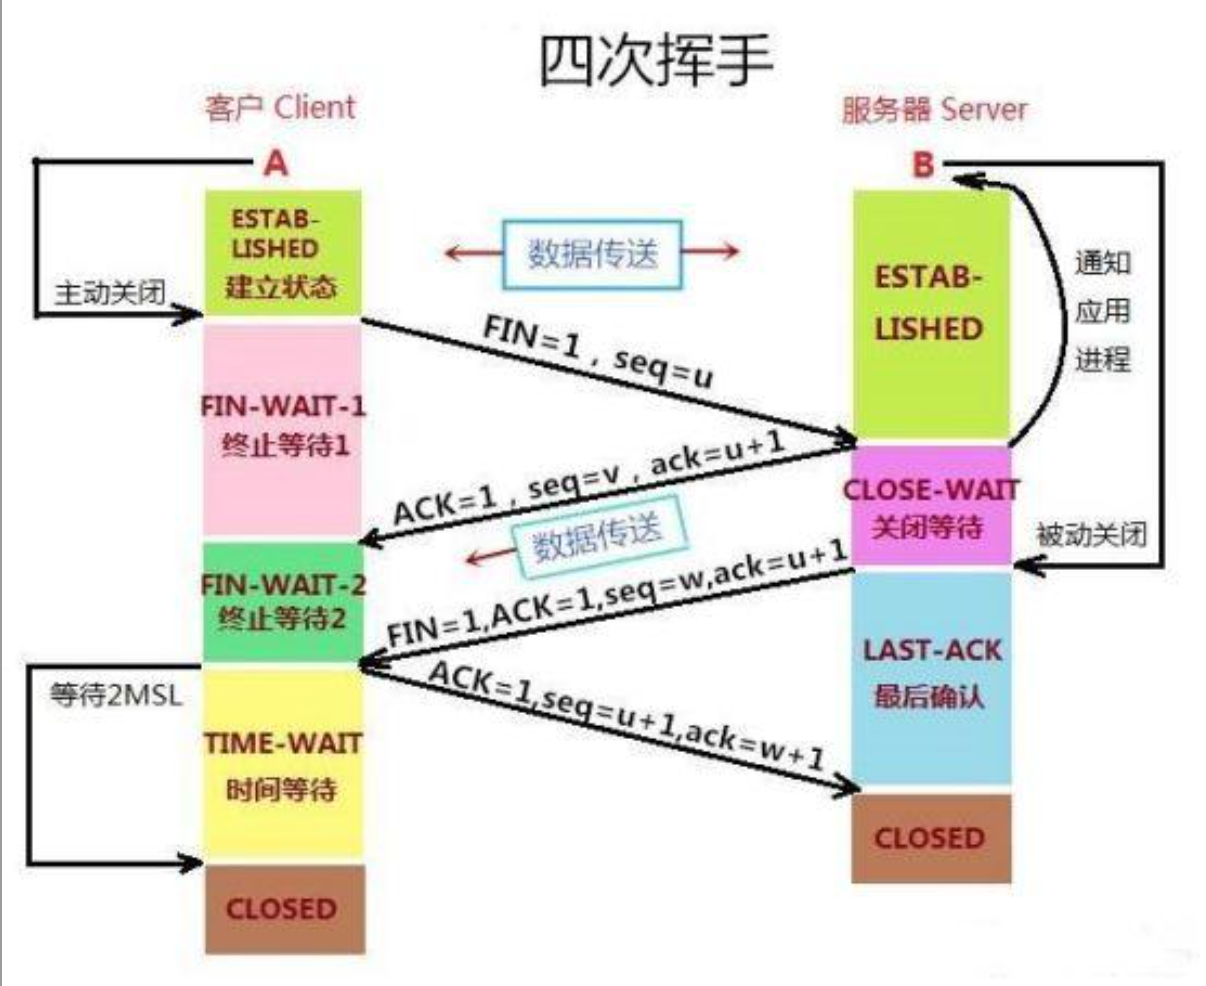 四次挥手
客户 Client
服务器 Server
A
B
ESTAB-
LISHED
建立状态
数据传送
ESTAB-
LISHED
通知
应用
进程
主动关闭
FIN=1，seq=u
FIN-WAIT-1
终止等待1
ACK=1，seq=v，ack=u+1
CLOSE-WAIT
关闭等待
被动关闭
数据传送
FIN-WAIT-2
终止等待2
FIN=1,ACK=1,seq=w,ack=u+1
LAST-ACK
最后确认
等待2MSL
ACK=1,seq=u+1,ack=w+1
TIME-WAIT
时间等待
CLOSED
CLOSED